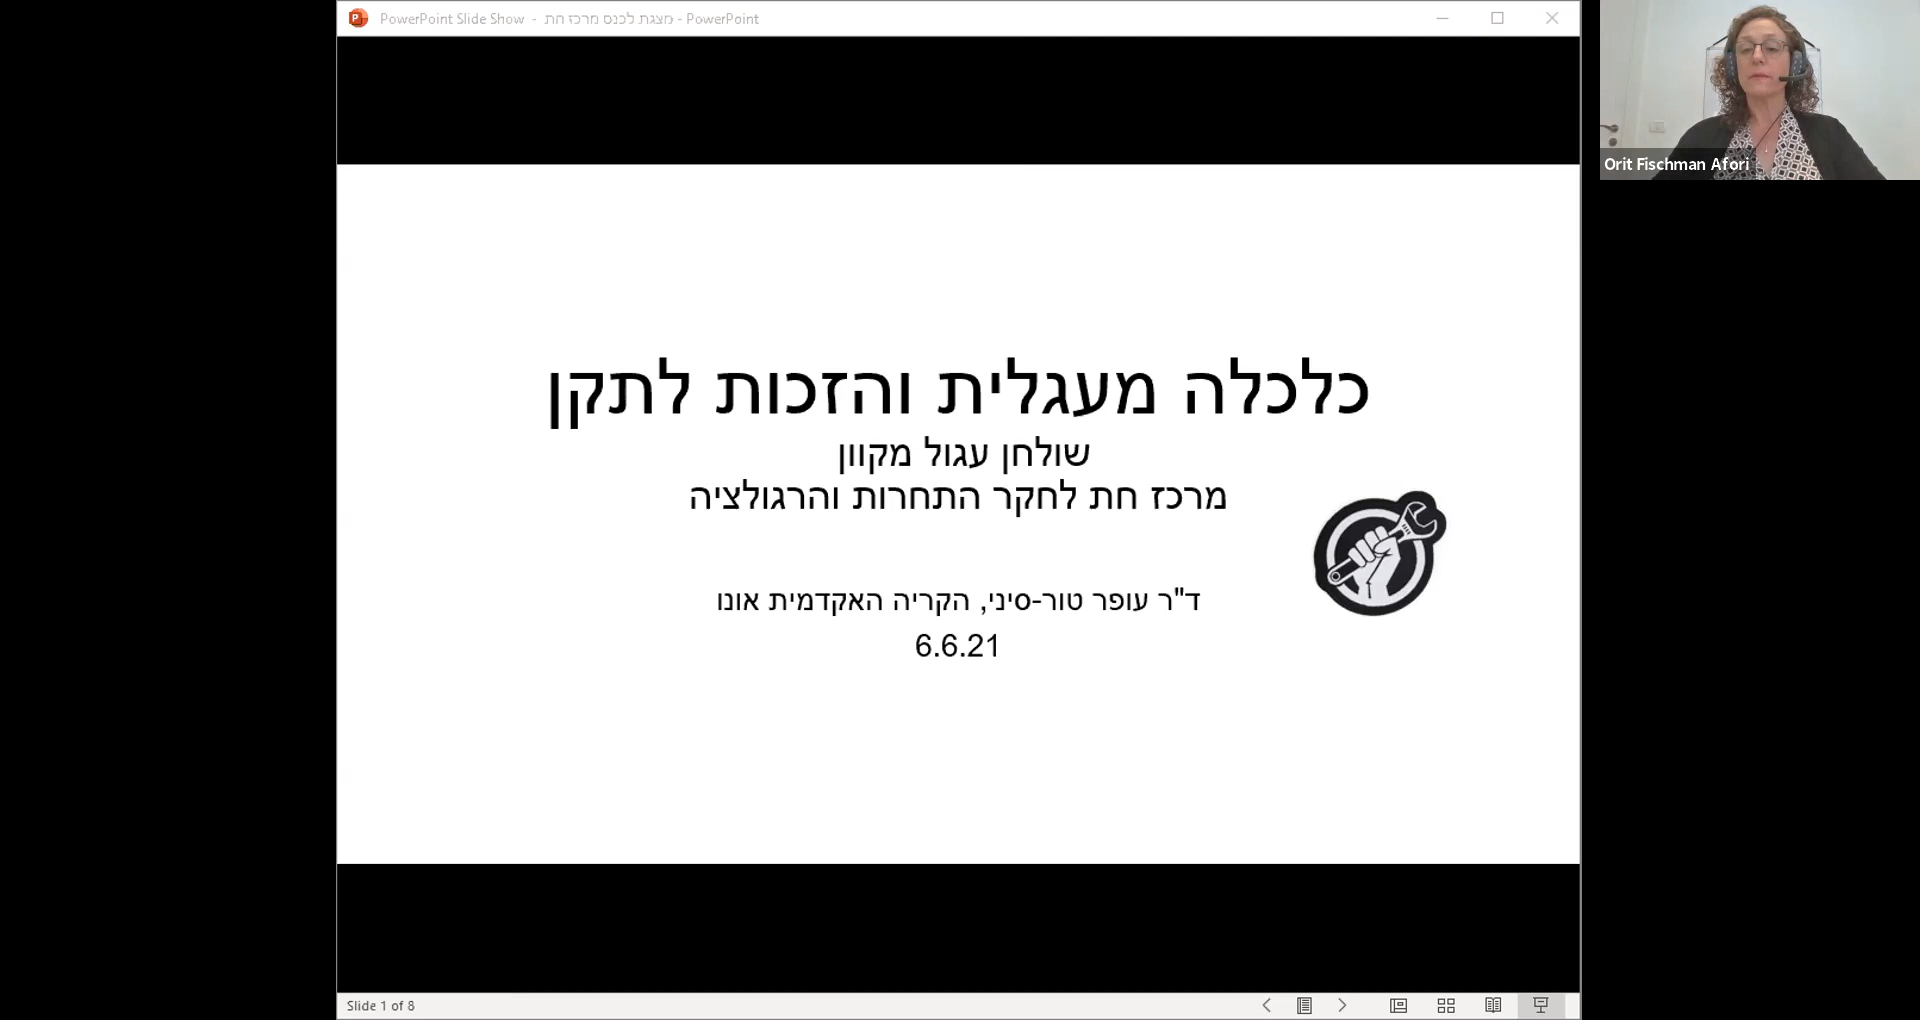 PowerPoint Slide Show - מצגת לכנס מרכז חת - PowerPoint
Orit Fischman Afori
כלכלה מעגלית והזכות לתקן
שולחן עגול מקוון
מרכז חת לחקר התחרות והרגולציה
ד"ר עופר טור-סיני, הקריה האקדמית אונו
6.6.21
Slide 1 of 8